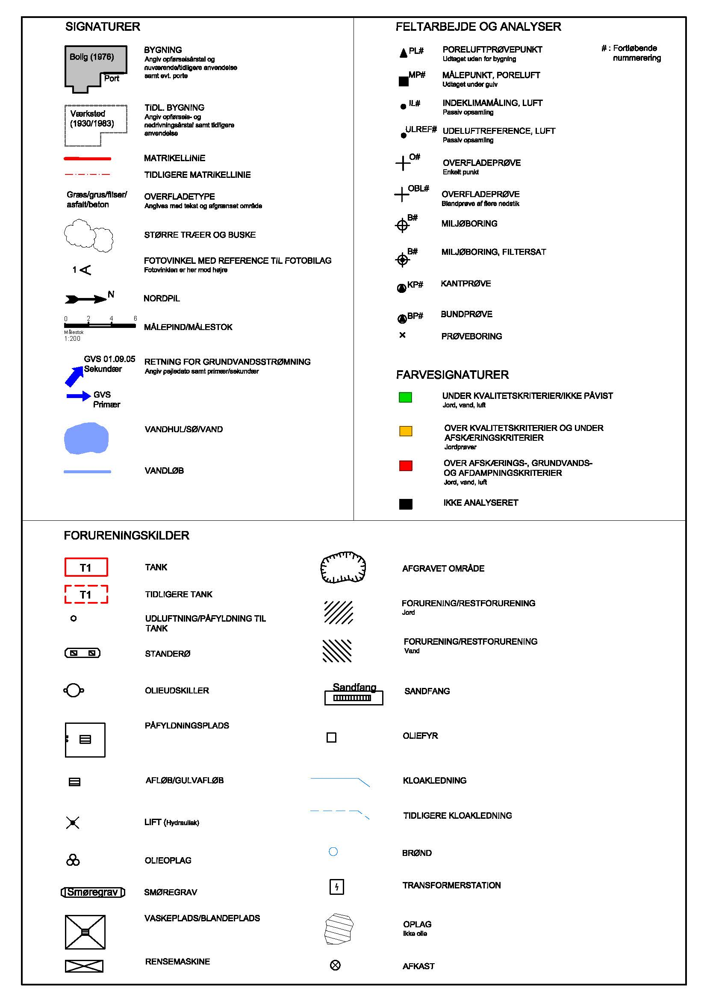 SIGNATURER
Bolig (1976)
Port
BYGNING
Angiv opførselsårstal og
nuværende/tidligere anvendelse
samt evt. porte
Værksted
(1930/1983)
TIDL. BYGNING
Angiv opførsels- og
nedrivningsårstal samt tidligere
anvendelse
MATRIKELLINIE
TIDLIGERE MATRIKELLINIE
Græs/grus/fliser/
asfalt/beton
OVERFLADETYPE
Angives med tekst og afgrænset område
STØRRE TRÆER OG BUSKE
1
FOTOVINKEL MED REFERENCE TIL FOTOBILAG
Fotovinklen er her mod højre
N
NORDPIL
0 2 4 6
Målestok
1:200
MÅLEPIND/MÅLESTOK
GVS 01.09.05
Sekundær
RETNING FOR GRUNDVANDSSTRØMNING
Angiv pejledato samt primær/sekundær
GVS
Primær
VANDHUL/SØ/VAND
VANDLØB
FELTARBEJDE OG ANALYSER
# : Fortløbende
nummerering
PL#
PORELUFTPRØVEPUNKT
Udtaget uden for bygning
MP#
MÅLEPUNKT, PORELUFT
Udtaget under gulv
IL#
INDEKLIMAMÅLING, LUFT
Passiv opsamling
ULREF#
UDELUFTREFERENCE, LUFT
Passiv opsamling
O#
OVERFLADEPRØVE
Enkelt punkt
OBL#
OVERFLADEPRØVE
Blandprøve af flere nedstik
B#
MILJØBORING
B#
MILJØBORING, FILTERSAT
KP#
KANTPRØVE
BP#
BUNDPRØVE
PRØVEBORING
FARVESIGNATURER
UNDER KVALITETSKRITERIER/IKKE PÅVIST
Jord, vand, luft
OVER KVALITETSKRITERIER OG UNDER
AFSKÆRINGSKRITERIER
Jordprøver
OVER AFSKÆRINGS-, GRUNDVANDS-
OG AFDAMPNINGSKRITERIER
Jord, vand, luft
IKKE ANALYSERET
FORURENINGSKILDER
T1
TANK
T1
TIDLIGERE TANK
UDLUFTNING/PÅFYLDNING TIL
TANK
STANDERØ
OLIEUDSKILLER
PÅFYLDNINGSPLADS
AFLØB/GULVAFLØB
LIFT (Hydraulisk)
OLIEOPLAG
Smøregrav
SMØREGRAV
VASKEPLADS/BLANDEPLADS
RENSEMASKINE
AFGRAVET OMRÅDE
FORURENING/RESTFORURENING
Jord
FORURENING/RESTFORURENING
Vand
Sandfang
SANDFANG
OLIEFYR
KLOAKLEDNING
TIDLIGERE KLOAKLEDNING
BRØND
TRANSFORMERSTATION
OPLAG
Ikke olie
AFKAST